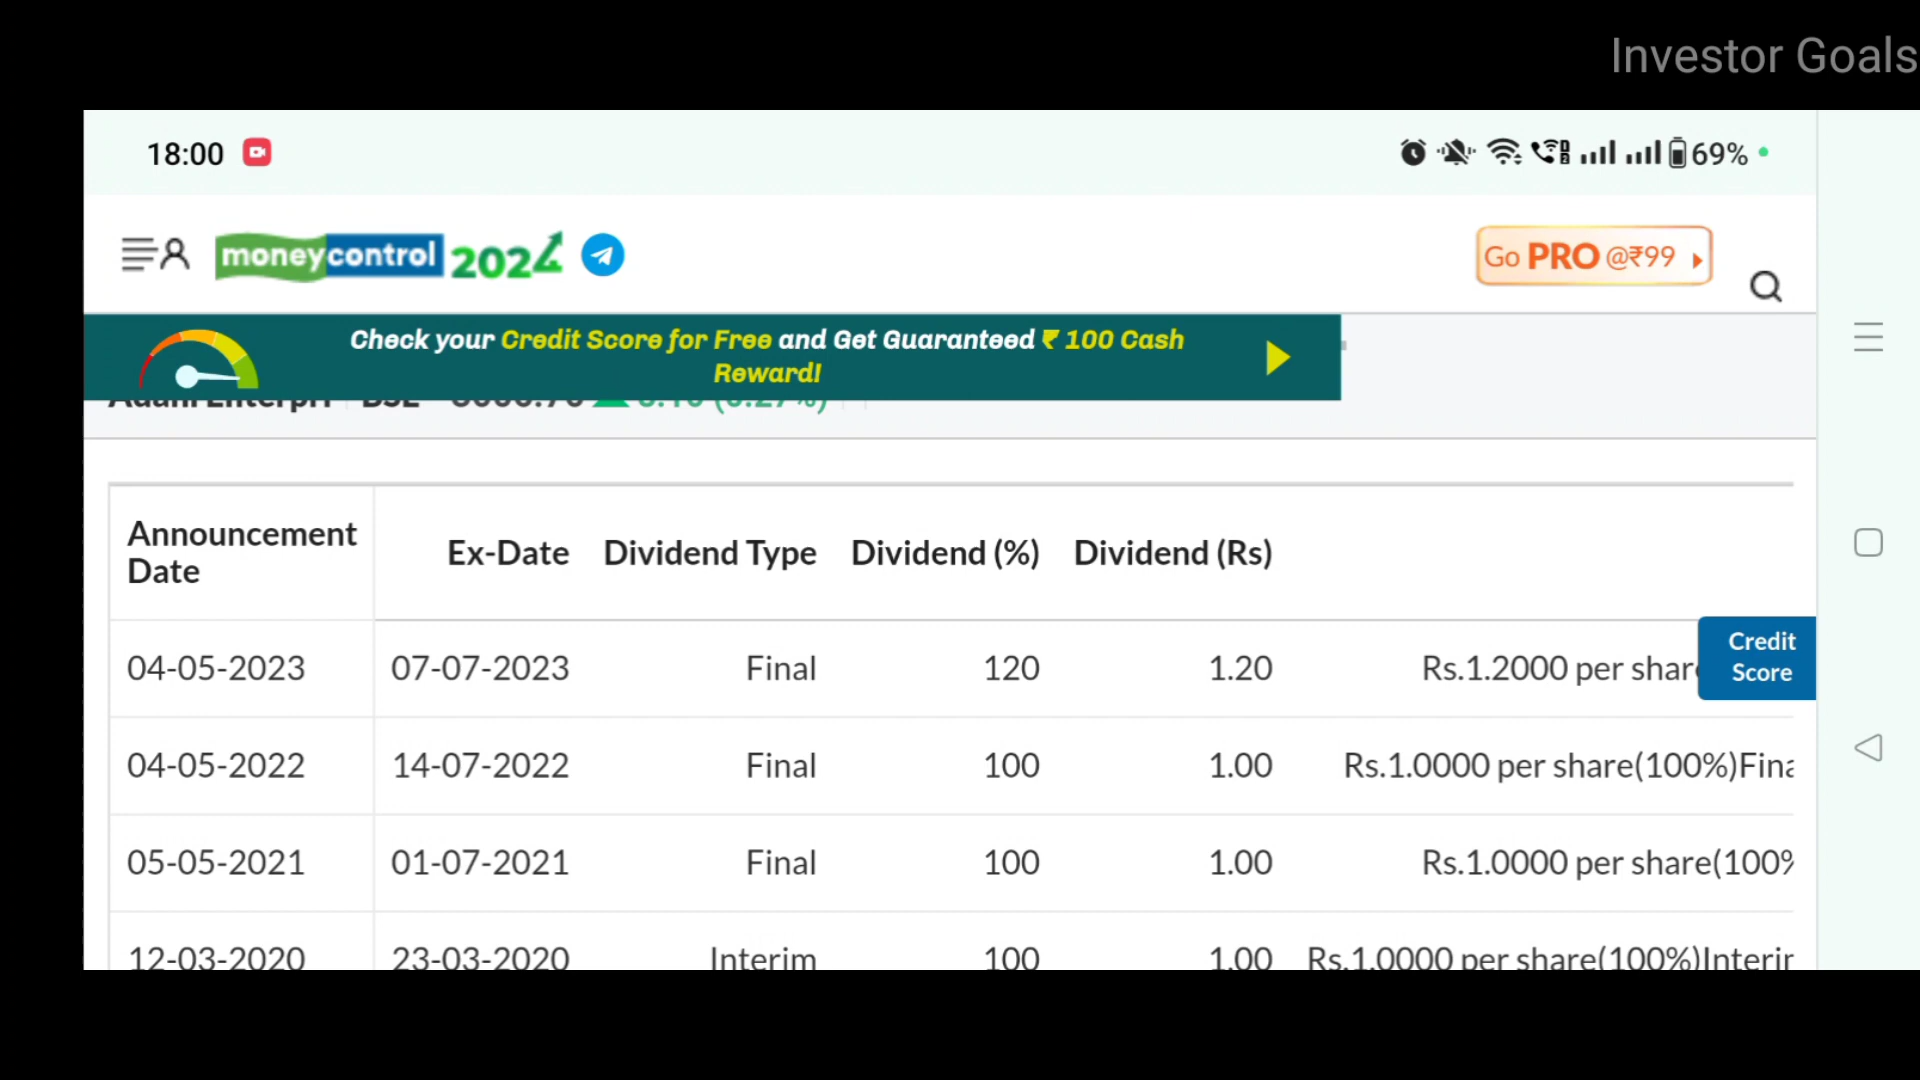 Investor Goals
18:00
69%
moneycontrol 2024
Go PRO @₹99
Check your Credit Score for Free and Get Guaranteed ₹ 100 Cash
Reward!
Announcement
Date
Ex-Date Dividend Type Dividend (%) Dividend (Rs)
04-05-2023 07-07-2023 Final 120 1.20 Rs.1.2000 per share
Credit
Score
04-05-2022 14-07-2022 Final 100 1.00 Rs.1.0000 per share(100%)Fina
05-05-2021 01-07-2021 Final 100 1.00 Rs.1.0000 per share(100%
12-03-2020 23-03-2020 Interim 100 1.00 Rs.1.0000 per share(100%)Interim